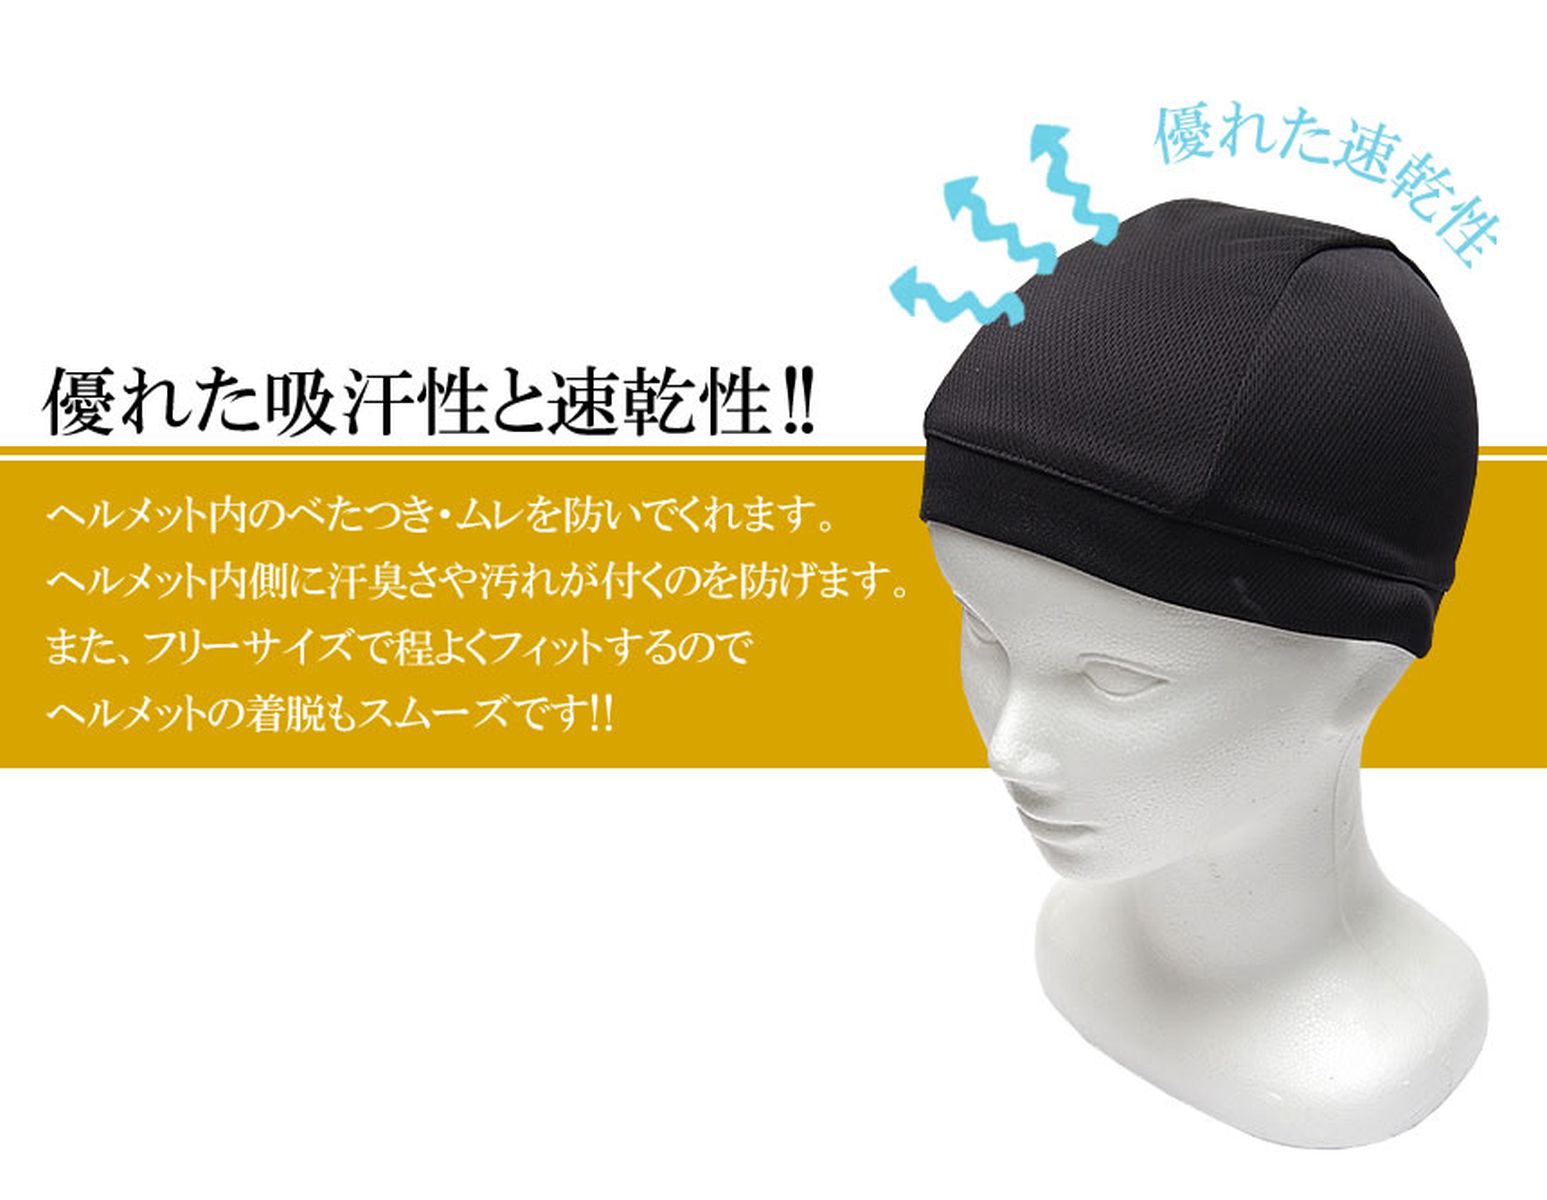 優れた速乾性
優れた吸汗性と速乾性!!
ヘルメット内のべたつき・ムレを防いでくれます。
ヘルメット内側に汗臭さや汚れが付くのを防げます。
また、フリーサイズで程よくフィットするので
ヘルメットの着脱もスムーズです!!